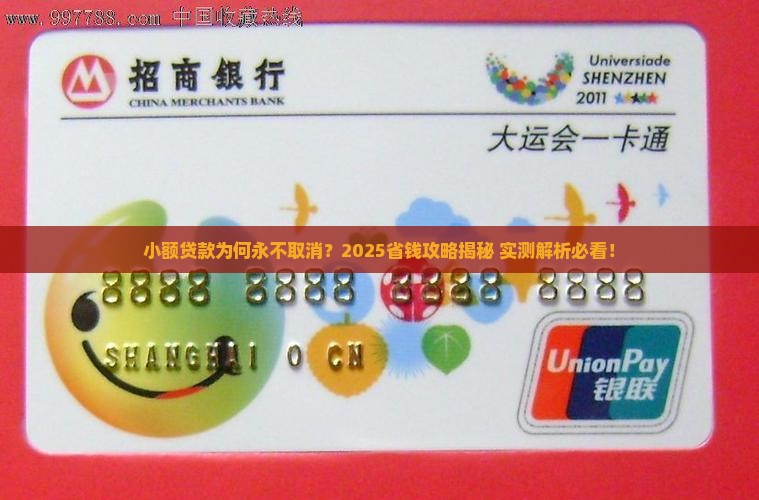 www.997788.com 中国收藏热线
招商银行
CHINA MERCHANTS BANK
Universiade
SHENZHEN
2011
大运会一卡通
小额贷款为何永不取消？2025省钱攻略揭秘 实测解析必看！
8888 8888 8888 8888
SHANGHAI 0 CN
UnionPay
银联